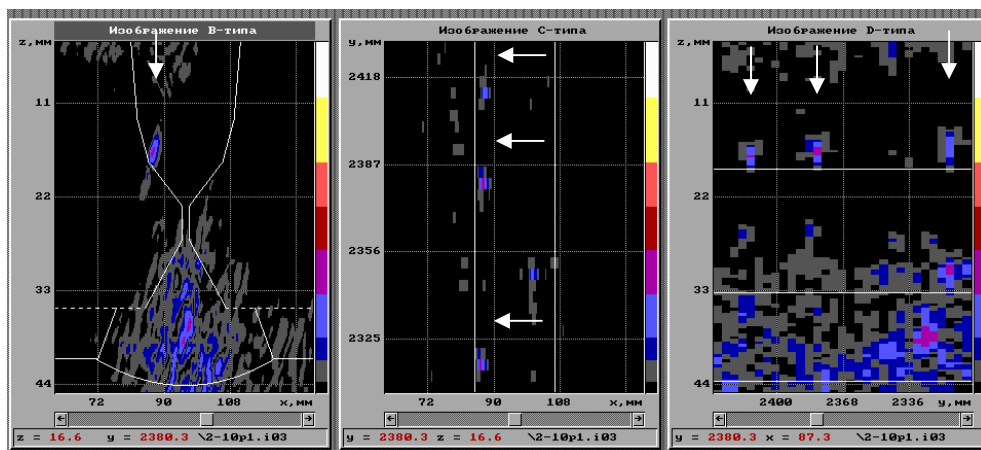 Изображение B-типа
z,мм
11
22
33
44
72
90
108
x,мм
z = 16.6 y = 2380.3 \2-10p1.i03
Изображение C-типа
y,мм
2418
2387
2356
2325
72
90
108
x,мм
y = 2380.3 z = 16.6 \2-10p1.i03
Изображение D-типа
z,мм
11
22
33
44
2400
2368
2336
y,мм
y = 2380.3 x = 87.3 \2-10p1.i03